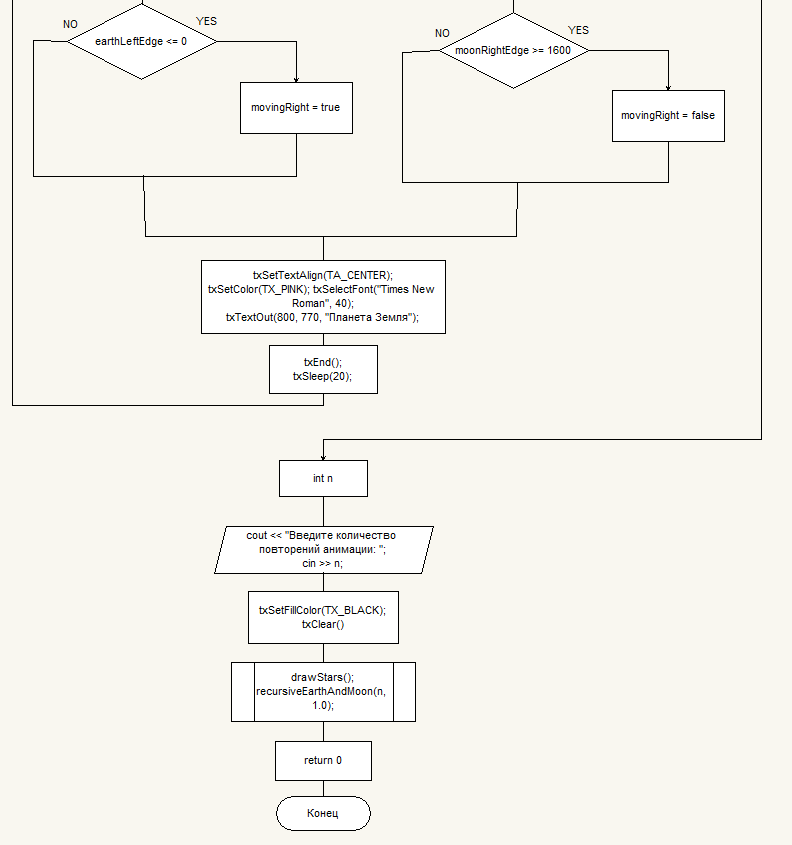 NO
YES
earthLeftEdge <= 0
movingRight = true
NO
YES
moonRightEdge >= 1600
movingRight = false
txSetTextAlign(TA_CENTER);
txSetColor(TX_PINK); txSelectFont("Times New
Roman", 40);
txTextOut(800, 770, "Планета Земля");
txEnd();
txSleep(20);
int n
cout << "Введите количество
повторений анимации: ";
cin >> n;
txSetFillColor(TX_BLACK);
txClear()
drawStars();
recursiveEarthAndMoon(n,
1.0);
return 0
Конец